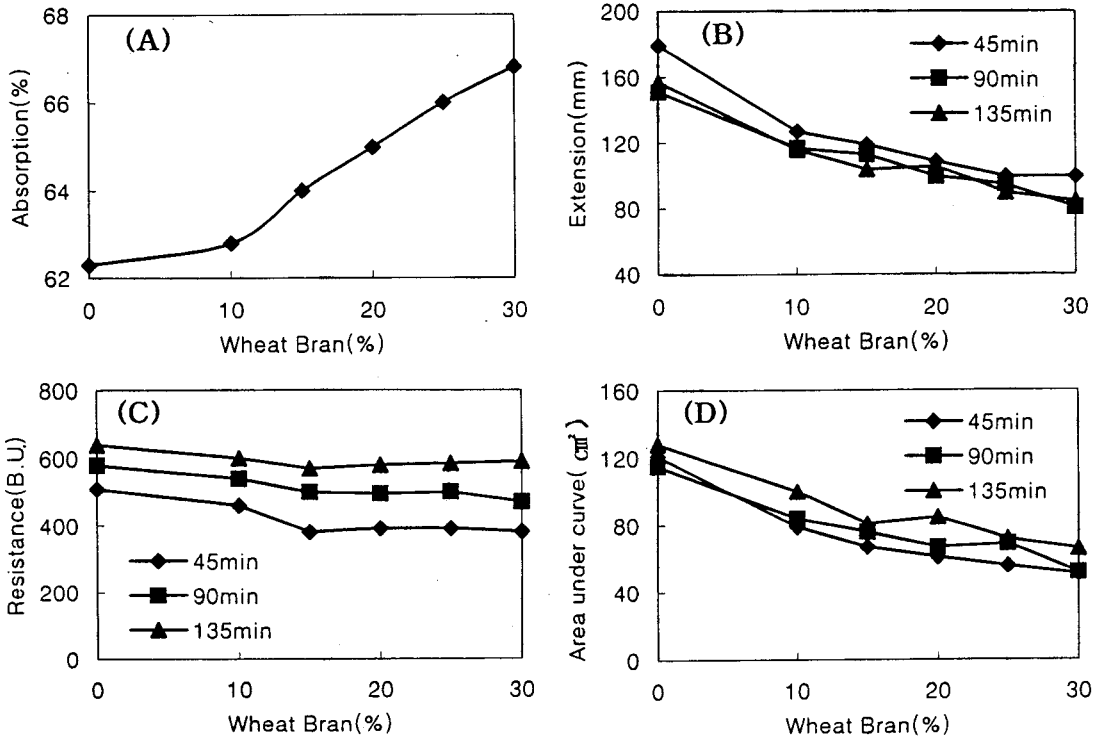 (A)
Absorption(%)
68
66
64
62
0 10 20 30
Wheat Bran(%)
(B)
Extension(mm)
200
160
120
80
40
45min
90min
135min
0 10 20 30
Wheat Bran(%)
(C)
Resistance(B.U.)
800
600
400
200
0
45min
90min
135min
0 10 20 30
Wheat Bran(%)
(D)
Area under curve(㎠)
160
120
80
40
0
45min
90min
135min
0 10 20 30
Wheat Bran(%)